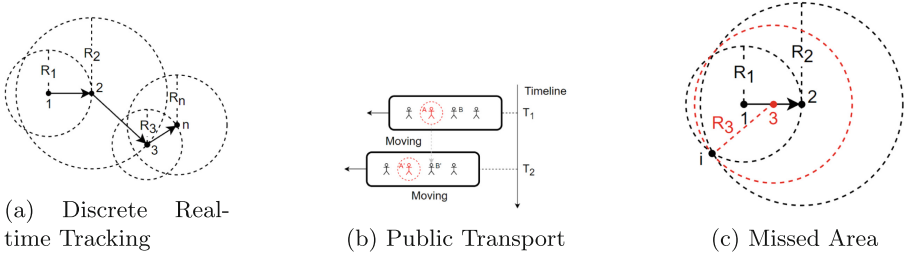 R1
R2
1
2
R3
Rn
n
3
(a) Discrete Real-
time Tracking
Timeline
A
B
T1
Moving
A'
B'
T2
Moving
(b) Public Transport
R1
R2
1
2
3
R3
i
(c) Missed Area